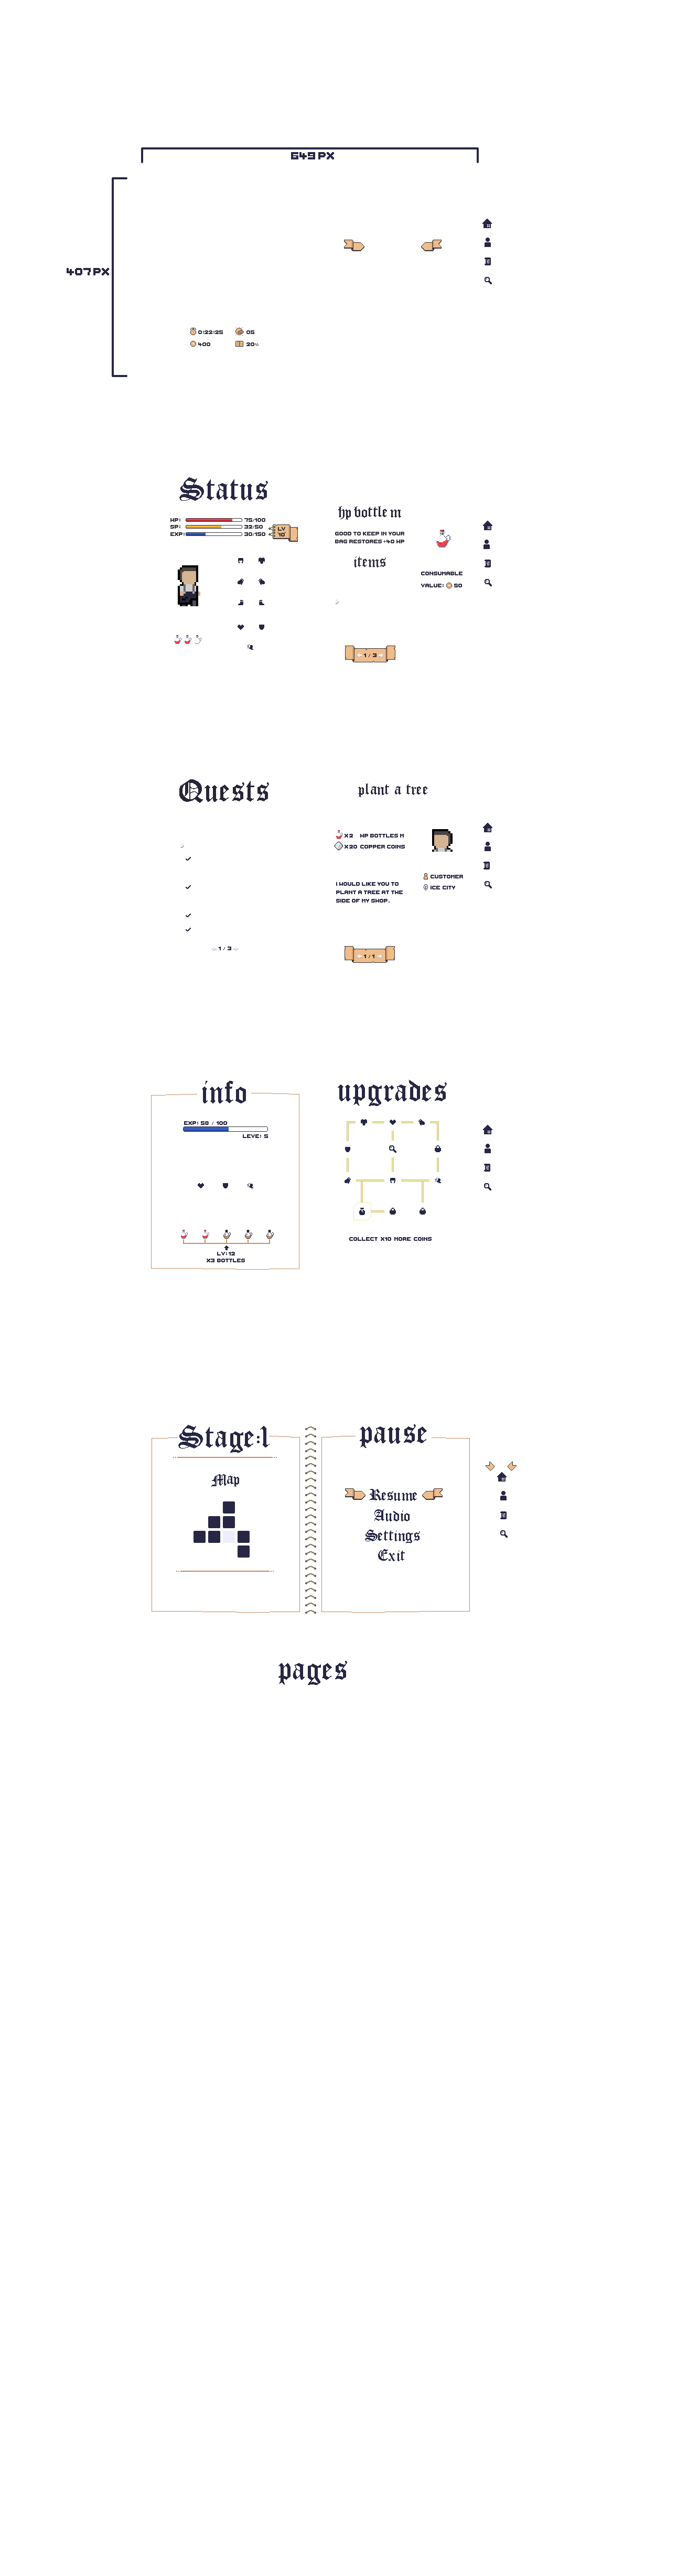 649 PX
407 PX
0:22:25 05
400 20%
Status
HP: 75/100
SP: 32/50
EXP: 30/150
LV
10
hp bottle m
GOOD TO KEEP IN YOUR
BAG RESTORES +40 HP
items
CONSUMABLE
VALUE: 50
1 / 3
Quests
1 / 3
plant a tree
X2 HP BOTTLES M
X20 COPPER COINS
CUSTOMER
ICE CITY
I WOULD LIKE YOU TO
PLANT A TREE AT THE
SIDE OF MY SHOP.
1 / 1
info
EXP: 58 / 100
LEVE: 5
LV:12
X3 BOTTLES
upgrades
COLLECT X10 MORE COINS
Stage:1
Map
pause
Resume
Audio
Settings
Exit
pages